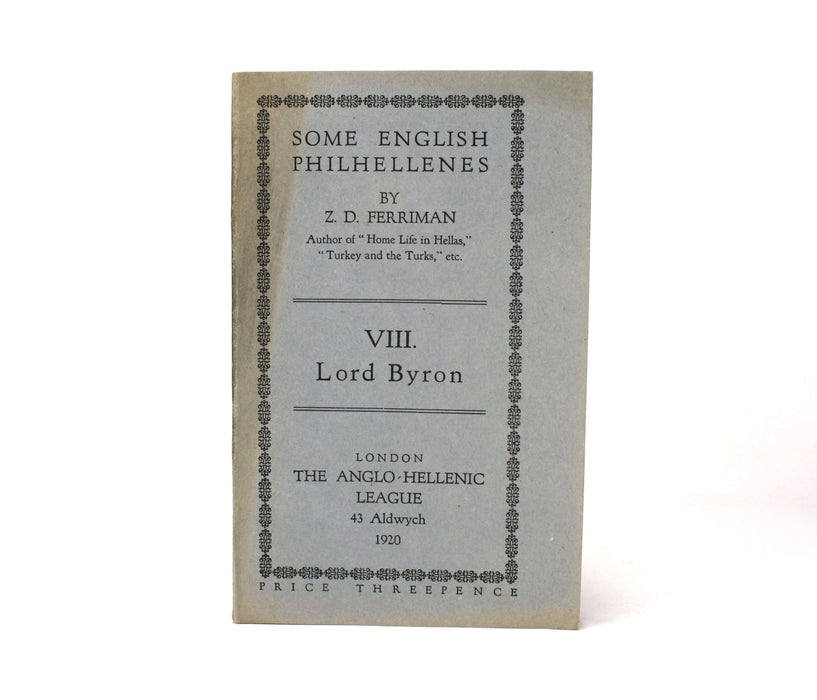 SOME ENGLISH
PHILHELLENES
BY
Z. D. FERRIMAN
Author of “ Home Life in Hellas,”
“ Turkey and the Turks,” etc.
VIII.
Lord Byron
LONDON
THE ANGLO-HELLENIC
LEAGUE
43 Aldwych
1920
PRICE THREEPENCE